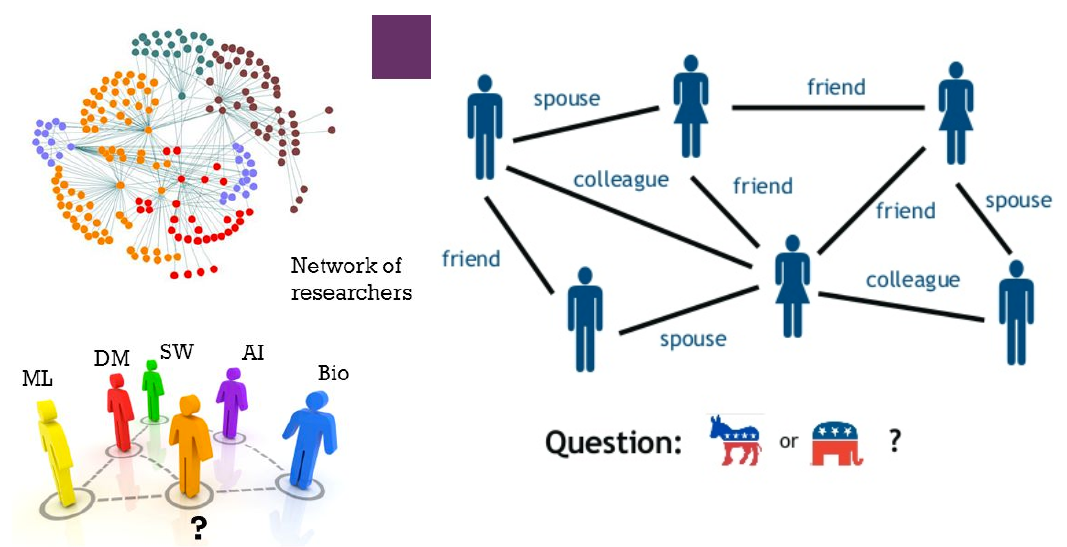 Network of
researchers
ML
DM
SW
AI
Bio
?
spouse
friend
colleague
friend
friend
spouse
friend
colleague
spouse
Question: or ?